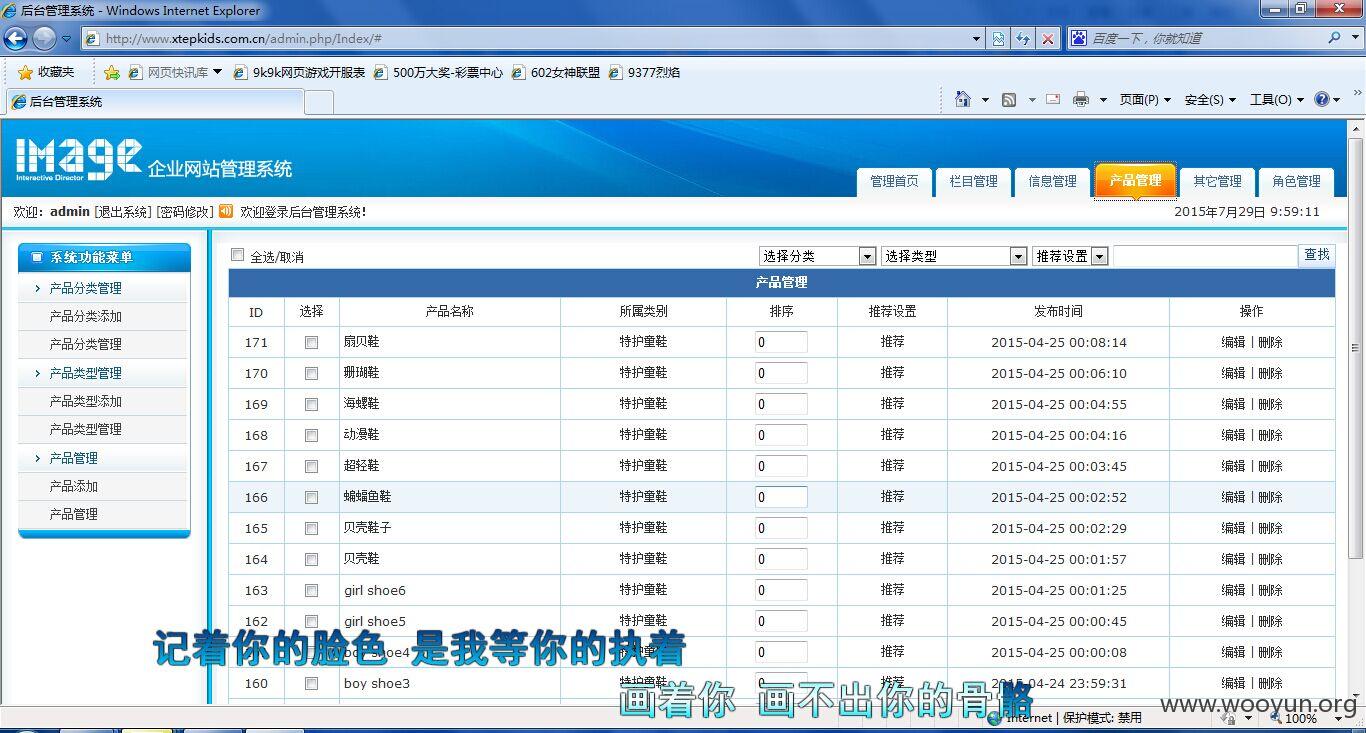 后台管理系统 - Windows Internet Explorer
http://www.xtepkids.com.cn/admin.php/Index/#
百度一下，你就知道
收藏夹 网页快讯库 9k9k网页游戏开服表 500万大奖-彩票中心 602女神联盟 9377烈焰
后台管理系统
页面(P) 安全(S) 工具(O)
IMAGE
Interactive Director
企业网站管理系统
管理首页 栏目管理 信息管理 产品管理 其它管理 角色管理
欢迎: admin [退出系统] [密码修改] 欢迎登录后台管理系统! 2015年7月29日 9:59:11
系统功能菜单
产品分类管理
产品分类添加
产品分类管理
产品类型管理
产品类型添加
产品类型管理
产品管理
产品添加
产品管理
全选/取消 选择分类 选择类型 推荐设置 查找
产品管理
ID 选择 产品名称 所属类别 排序 推荐设置 发布时间 操作
171 扇贝鞋 特护童鞋 0 推荐 2015-04-25 00:08:14 编辑 | 删除
170 珊瑚鞋 特护童鞋 0 推荐 2015-04-25 00:06:10 编辑 | 删除
169 海螺鞋 特护童鞋 0 推荐 2015-04-25 00:04:55 编辑 | 删除
168 动漫鞋 特护童鞋 0 推荐 2015-04-25 00:04:16 编辑 | 删除
167 超轻鞋 特护童鞋 0 推荐 2015-04-25 00:03:45 编辑 | 删除
166 蝙蝠鱼鞋 特护童鞋 0 推荐 2015-04-25 00:02:52 编辑 | 删除
165 贝壳鞋子 特护童鞋 0 推荐 2015-04-25 00:02:29 编辑 | 删除
164 贝壳鞋 特护童鞋 0 推荐 2015-04-25 00:01:57 编辑 | 删除
163 girl shoe6 特护童鞋 0 推荐 2015-04-25 00:01:25 编辑 | 删除
162 girl shoe5 特护童鞋 0 推荐 2015-04-25 00:00:45 编辑 | 删除
boy shoe4 特护童鞋 0 推荐 2015-04-25 00:00:08 编辑 | 删除
160 boy shoe3 特护童鞋 0 推荐 2015-04-24 23:59:31 编辑 | 删除
记着你的脸色 是我等你的执着
画着你 画不出你的骨骼
www.wooyun.org
Internet | 保护模式: 禁用 100%